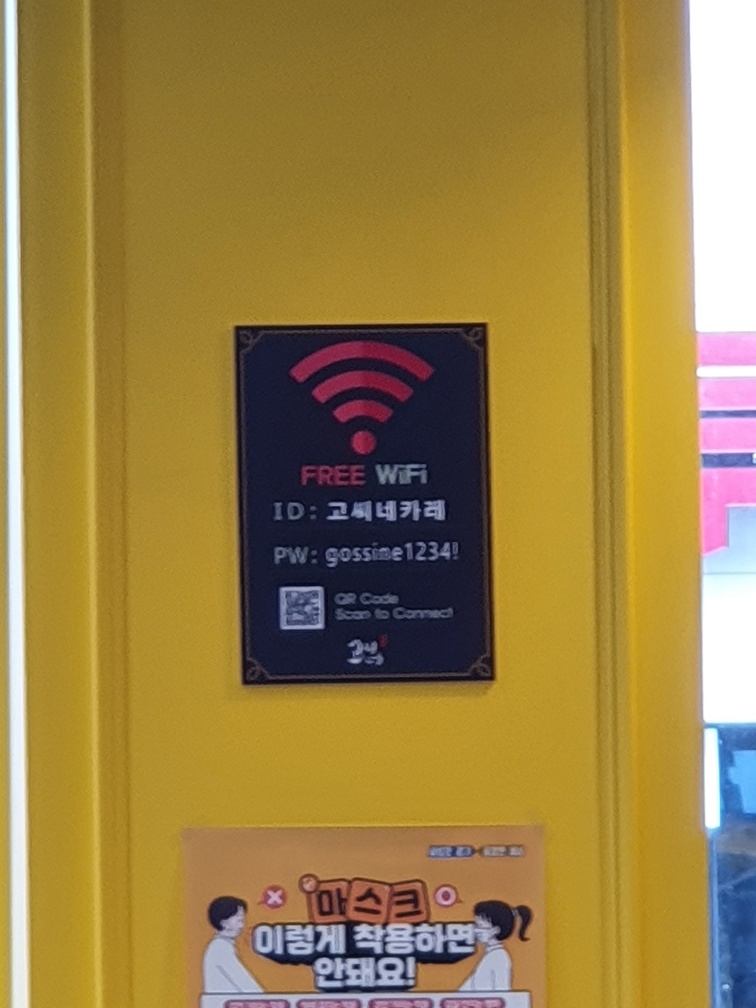 FREE WiFi
ID: 고씨네카레
PW: gossine1234!
QR Code
Scan to Connect
마스크
이렇게 착용하면
안돼요!